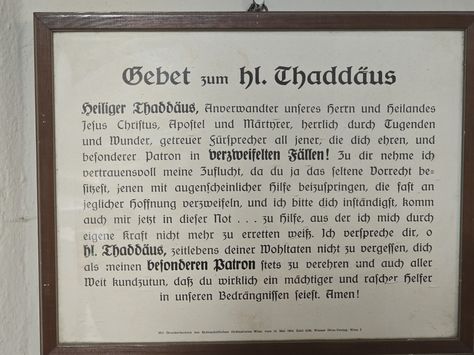 Gebet zum hl. Thaddäus
Heiliger Thaddäus, Anverwandter unseres Herrn und Heilandes
Jesus Christus, Apostel und Märtyrer, herrlich durch Tugenden
und Wunder, getreuer Fürsprecher all jener, die dich ehren, und
besonderer Patron in verzweifelten Fällen! Zu dir nehme ich
vertrauensvoll meine Zuflucht, da du ja das seltene Vorrecht be-
sitzest, jenen mit augenscheinlicher Hilfe beizuspringen, die fast an
jeglicher Hoffnung verzweifeln, und ich bitte dich inständigst, komm
auch mir jetzt in dieser Not . . . zu Hilfe, aus der ich mich durch
eigene Kraft nicht mehr zu erretten weiß. Ich verspreche dir, o
hl. Thaddäus, zeitlebens deiner Wohltaten nicht zu vergessen, dich
als meinen besonderen Patron stets zu verehren und auch aller
Welt kundzutun, daß du wirklich ein mächtiger und rascher Helfer
in unseren Bedrängnissen seiest. Amen!